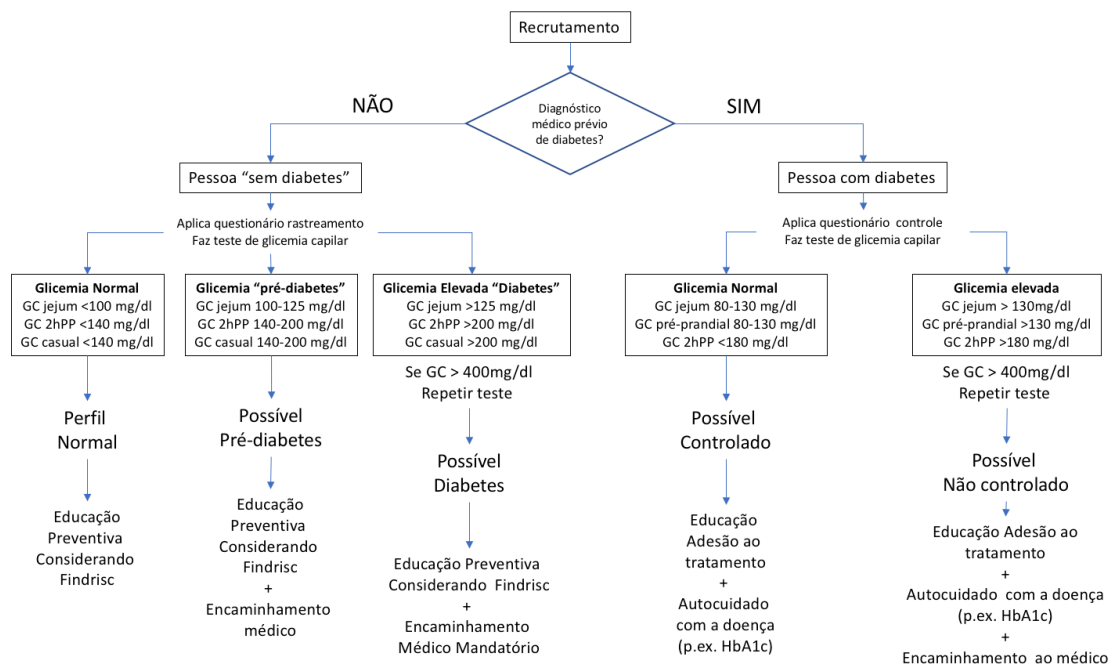 Recrutamento
NÃO
SIM
Diagnóstico
médico prévio
de diabetes?
Pessoa “sem diabetes”
Pessoa com diabetes
Aplica questionário rastreamento
Faz teste de glicemia capilar
Aplica questionário controle
Faz teste de glicemia capilar
Glicemia Normal
GC jejum <100 mg/dl
GC 2hPP <140 mg/dl
GC casual <140 mg/dl
Glicemia “pré-diabetes”
GC jejum 100-125 mg/dl
GC 2hPP 140-200 mg/dl
GC casual 140-200 mg/dl
Glicemia Elevada “Diabetes”
GC jejum >125 mg/dl
GC 2hPP >200 mg/dl
GC casual >200 mg/dl
Glicemia Normal
GC jejum 80-130 mg/dl
GC pré-prandial 80-130 mg/dl
GC 2hPP <180 mg/dl
Glicemia elevada
GC jejum > 130mg/dl
GC pré-prandial >130 mg/dl
GC 2hPP >180 mg/dl
Se GC > 400mg/dl
Repetir teste
Se GC > 400mg/dl
Repetir teste
Perfil
Normal
Possível
Pré-diabetes
Possível
Diabetes
Possível
Controlado
Possível
Não controlado
Educação
Preventiva
Considerando
Findrisc
Educação
Preventiva
Considerando
Findrisc
+
Encaminhamento
médico
Educação Preventiva
Considerando Findrisc
+
Encaminhamento
Médico Mandatório
Educação
Adesão ao
tratamento
+
Autocuidado
com a doença
(p.ex. HbA1c)
Educação Adesão ao
tratamento
+
Autocuidado com a doença
(p.ex. HbA1c)
+
Encaminhamento ao médico